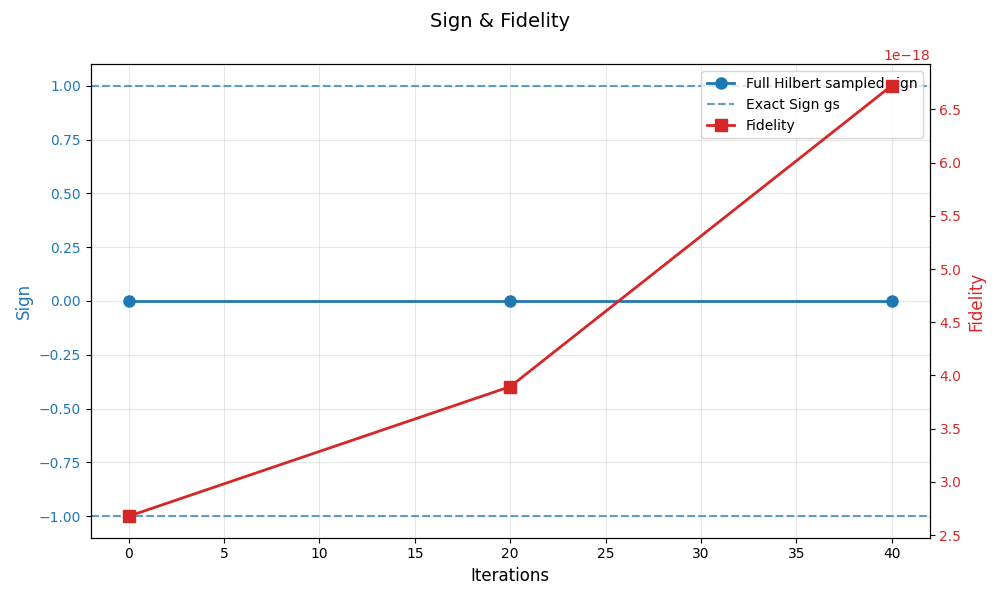 Sign & Fidelity
1e−18
Full Hilbert sampled sign
Exact Sign gs
Fidelity
1.00
0.75
0.50
0.25
0.00
−0.25
−0.50
−0.75
−1.00
Sign
6.5
6.0
5.5
5.0
4.5
4.0
3.5
3.0
2.5
Fidelity
0 5 10 15 20 25 30 35 40
Iterations